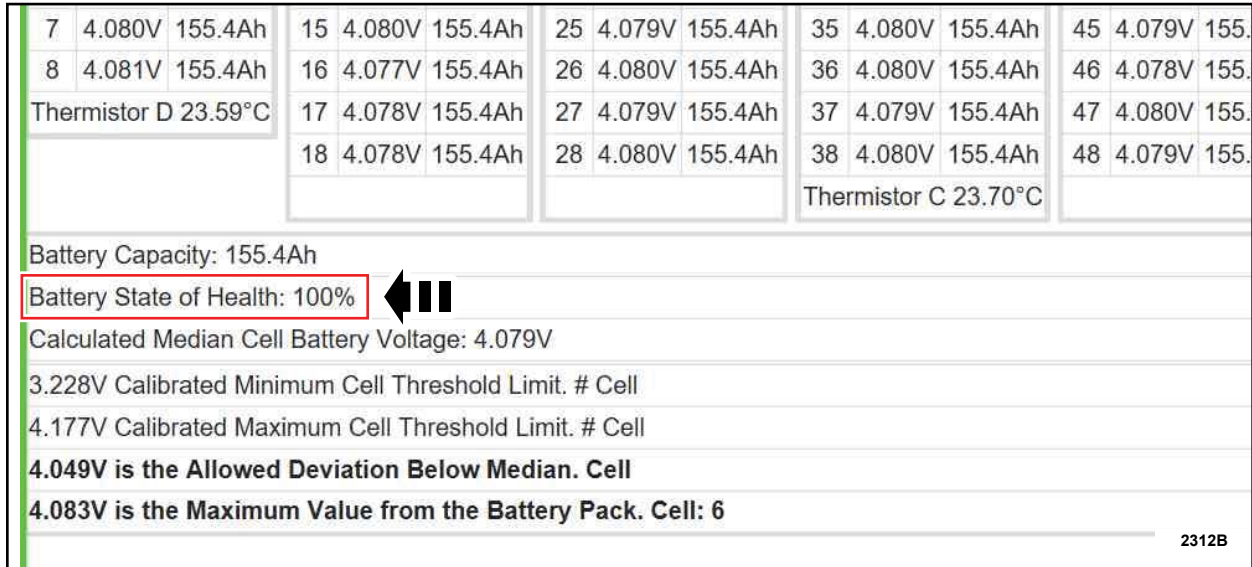 7 4.080V 155.4Ah 15 4.080V 155.4Ah 25 4.079V 155.4Ah 35 4.080V 155.4Ah 45 4.079V 155.
8 4.081V 155.4Ah 16 4.077V 155.4Ah 26 4.080V 155.4Ah 36 4.080V 155.4Ah 46 4.078V 155.
Thermistor D 23.59°C 17 4.078V 155.4Ah 27 4.079V 155.4Ah 37 4.079V 155.4Ah 47 4.080V 155.
18 4.078V 155.4Ah 28 4.080V 155.4Ah 38 4.080V 155.4Ah 48 4.079V 155.
Thermistor C 23.70°C
Battery Capacity: 155.4Ah
Battery State of Health: 100%
Calculated Median Cell Battery Voltage: 4.079V
3.228V Calibrated Minimum Cell Threshold Limit. # Cell
4.177V Calibrated Maximum Cell Threshold Limit. # Cell
4.049V is the Allowed Deviation Below Median. Cell
4.083V is the Maximum Value from the Battery Pack. Cell: 6
2312B